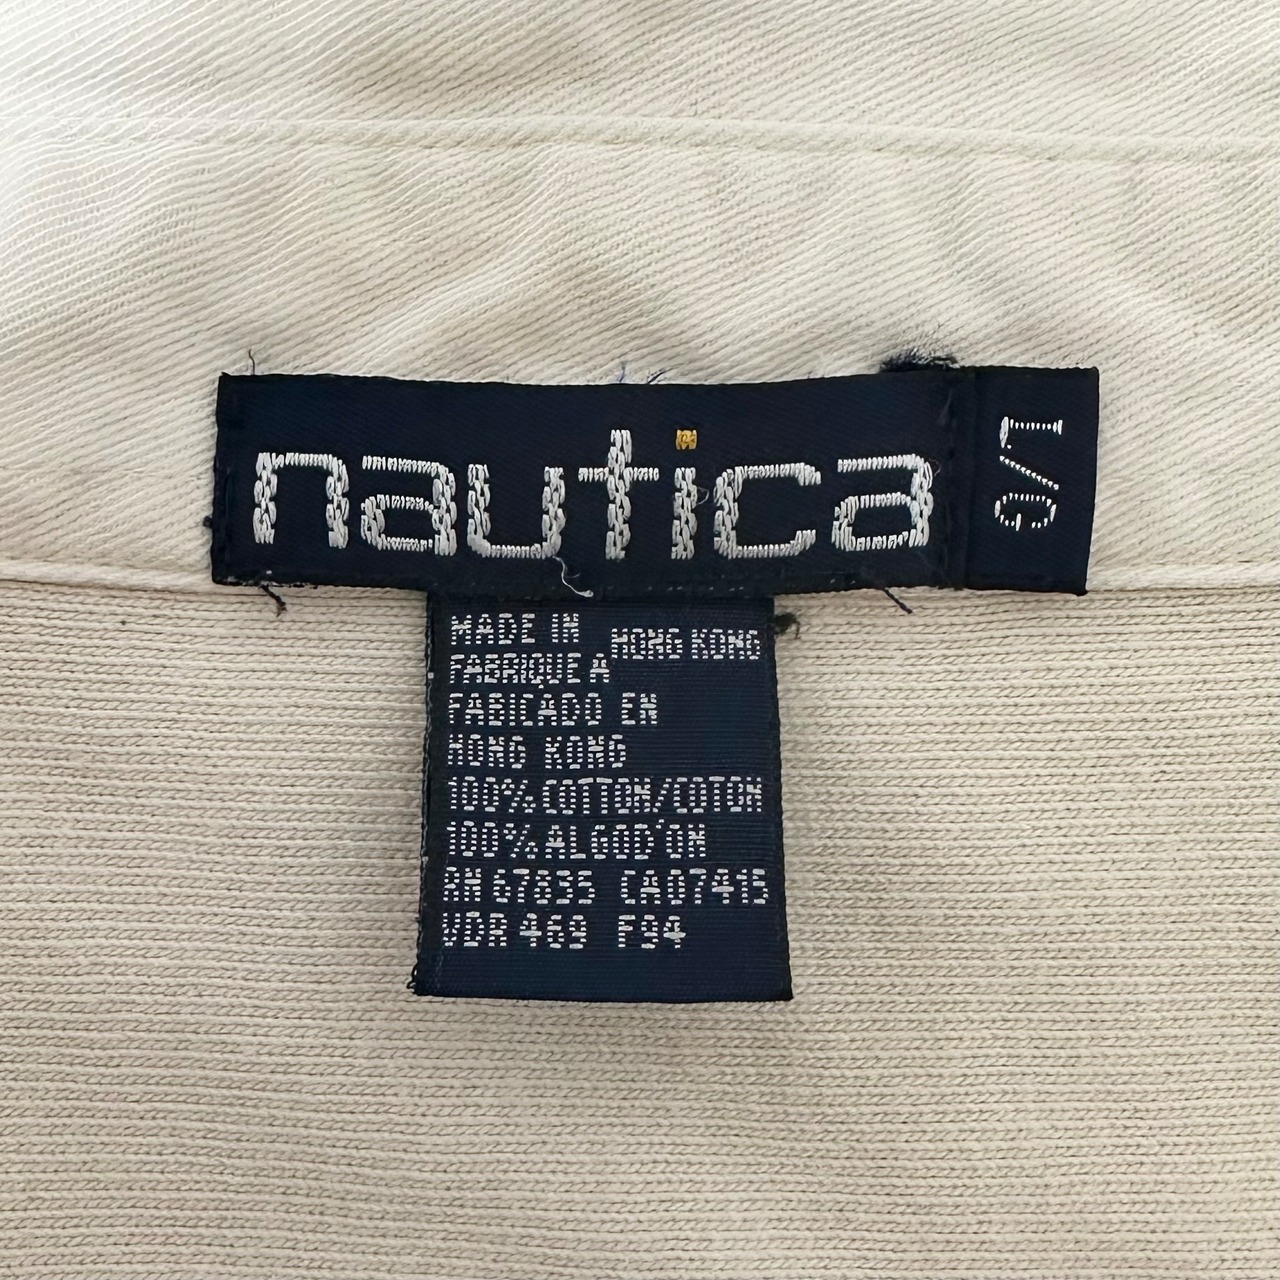 nautica
L/G
MADE IN HONG KONG
FABRIQUE A
FABICADO EN
HONG KONG
100% COTTON/COTON
100% ALGOD'ON
RN 67835 CA07415
VDR 469 F94